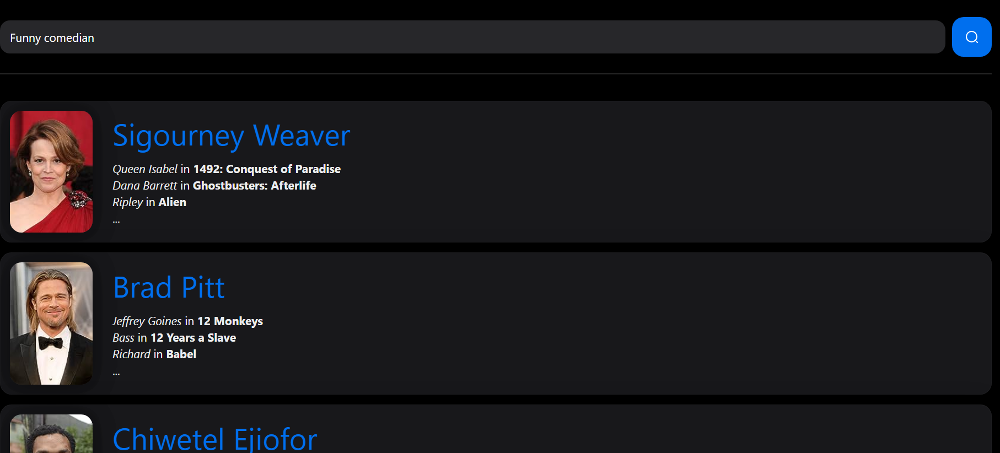 Funny comedian
Sigourney Weaver
Queen Isabel in 1492: Conquest of Paradise
Dana Barrett in Ghostbusters: Afterlife
Ripley in Alien
...
Brad Pitt
Jeffrey Goines in 12 Monkeys
Bass in 12 Years a Slave
Richard in Babel
...
Chiwetel Ejiofor